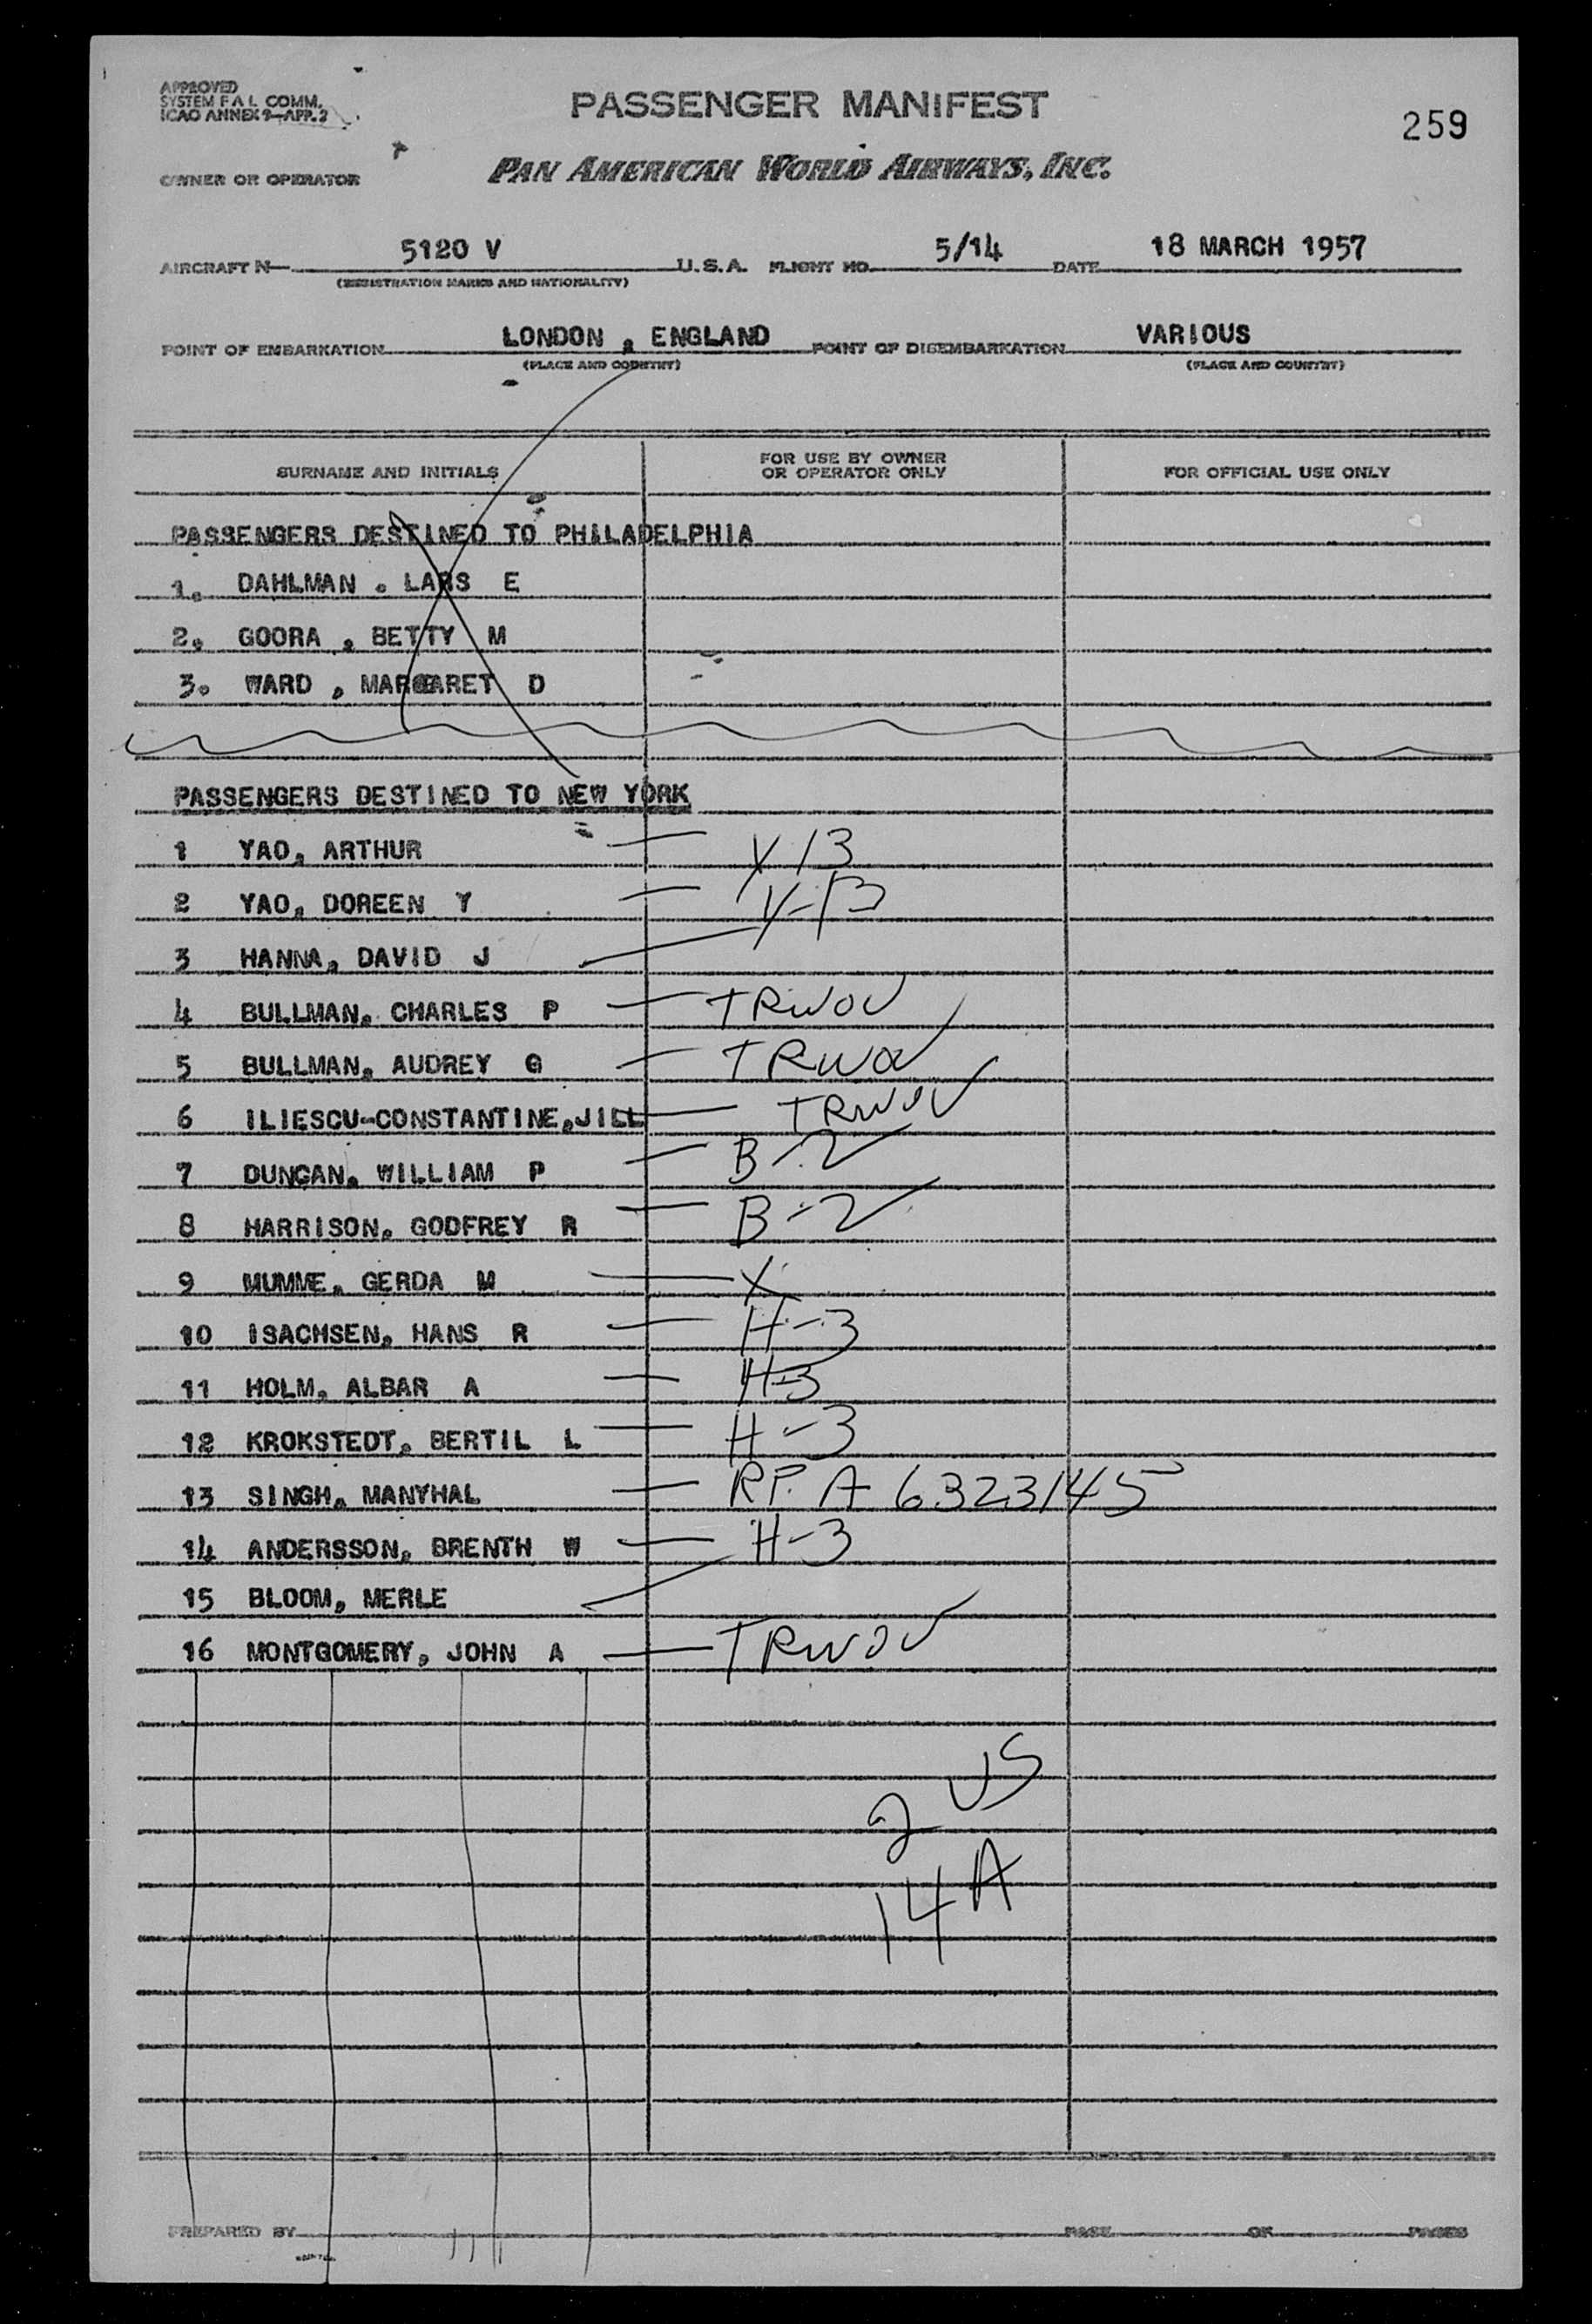 APPROVED
SYSTEM F A L COMM.
ICAO ANNEX 9-APP. 2
PASSENGER MANIFEST
259
OWNER OR OPERATOR
PAN AMERICAN WORLD AIRWAYS, INC.
AIRCRAFT N 5120 V U.S.A. FLIGHT NO. 5/14 DATE 18 MARCH 1957
(REGISTRATION MARKS AND NATIONALITY)
POINT OF EMBARKATION LONDON , ENGLAND POINT OF DISEMBARKATION VARIOUS
(PLACE AND COUNTRY) (PLACE AND COUNTRY)
SURNAME AND INITIALS FOR USE BY OWNER OR OPERATOR ONLY FOR OFFICIAL USE ONLY
PASSENGERS DESTINED TO PHILADELPHIA
1. DAHLMAN . LARS E
2. GOORA , BETTY M
3. WARD , MARGARET D
PASSENGERS DESTINED TO NEW YORK
1 YAO, ARTHUR Y13
2 YAO, DOREEN Y Y-13
3 HANNA, DAVID J
4 BULLMAN, CHARLES P TRWOV
5 BULLMAN, AUDREY G TRWOV
6 ILIESCU-CONSTANTINE,JILL TRWOV
7 DUNCAN, WILLIAM P B-2
8 HARRISON, GODFREY R B-2
9 MUMME, GERDA M X
10 ISACHSEN, HANS R H-3
11 HOLM, ALBAR A H-3
12 KROKSTEDT, BERTIL L H-3
13 SINGH, MANYHAL RP. A 6323145
14 ANDERSSON, BRENTH W H-3
15 BLOOM, MERLE
16 MONTGOMERY, JOHN A TRWOV
2 US
14 A
PREPARED BY PAGE OF PAGES